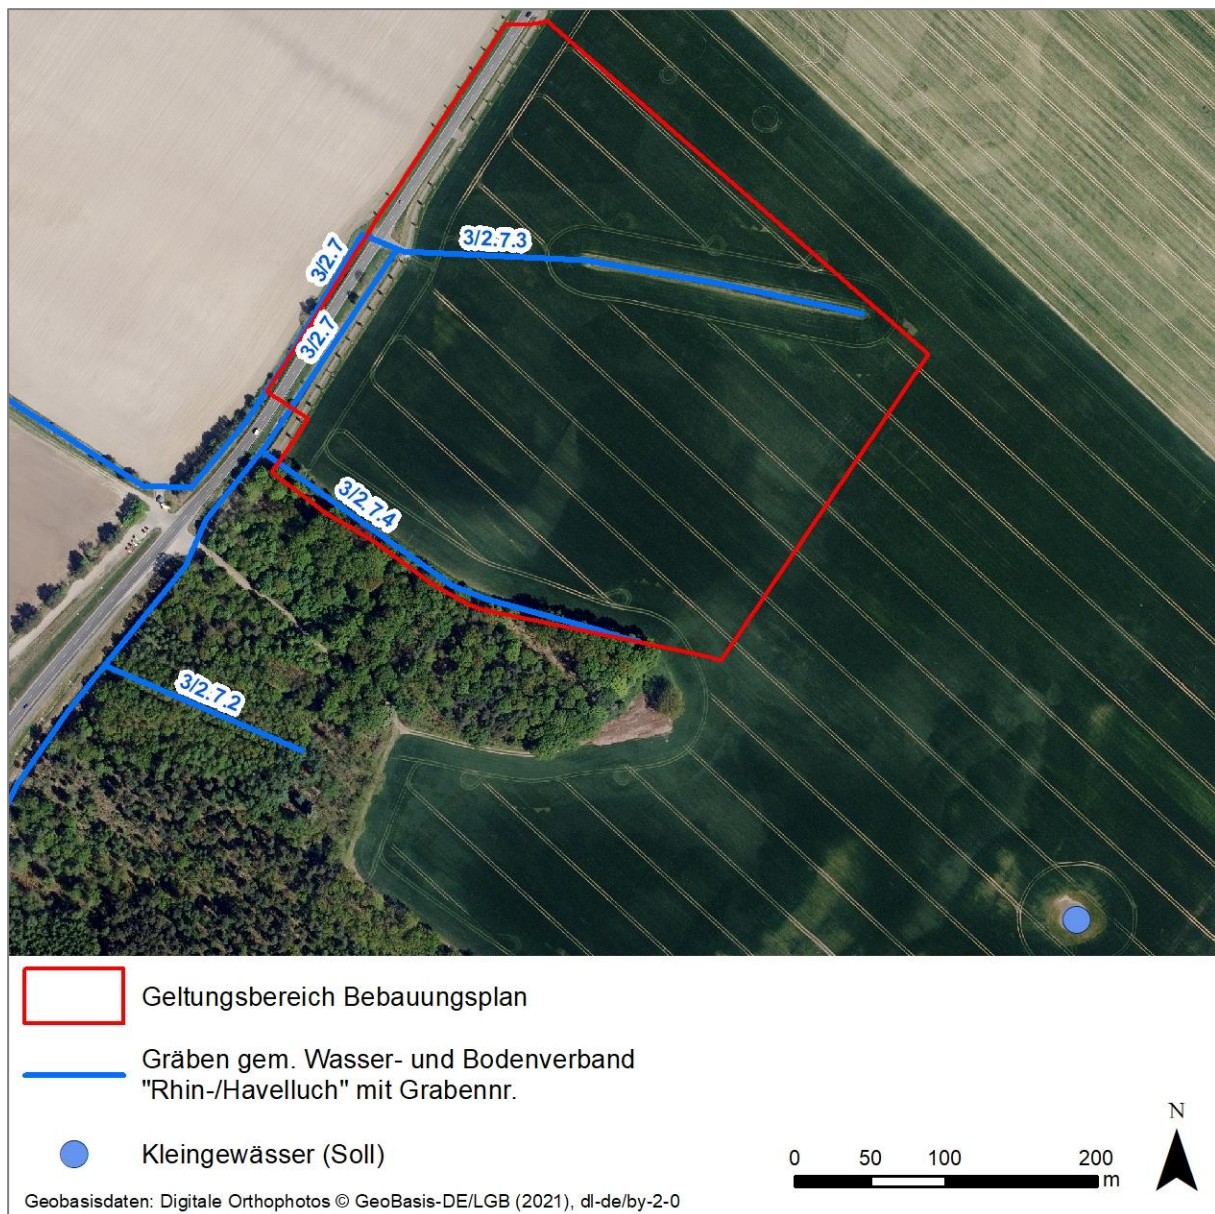 3/2.7.3
3/2.7
3/2.7
3/2.7.4
3/2.7.2
Geltungsbereich Bebauungsplan
Gräben gem. Wasser- und Bodenverband
"Rhin-/Havelluch" mit Grabennr.
Kleingewässer (Soll)
N
0 50 100 200
m
Geobasisdaten: Digitale Orthophotos © GeoBasis-DE/LGB (2021), dl-de/by-2-0